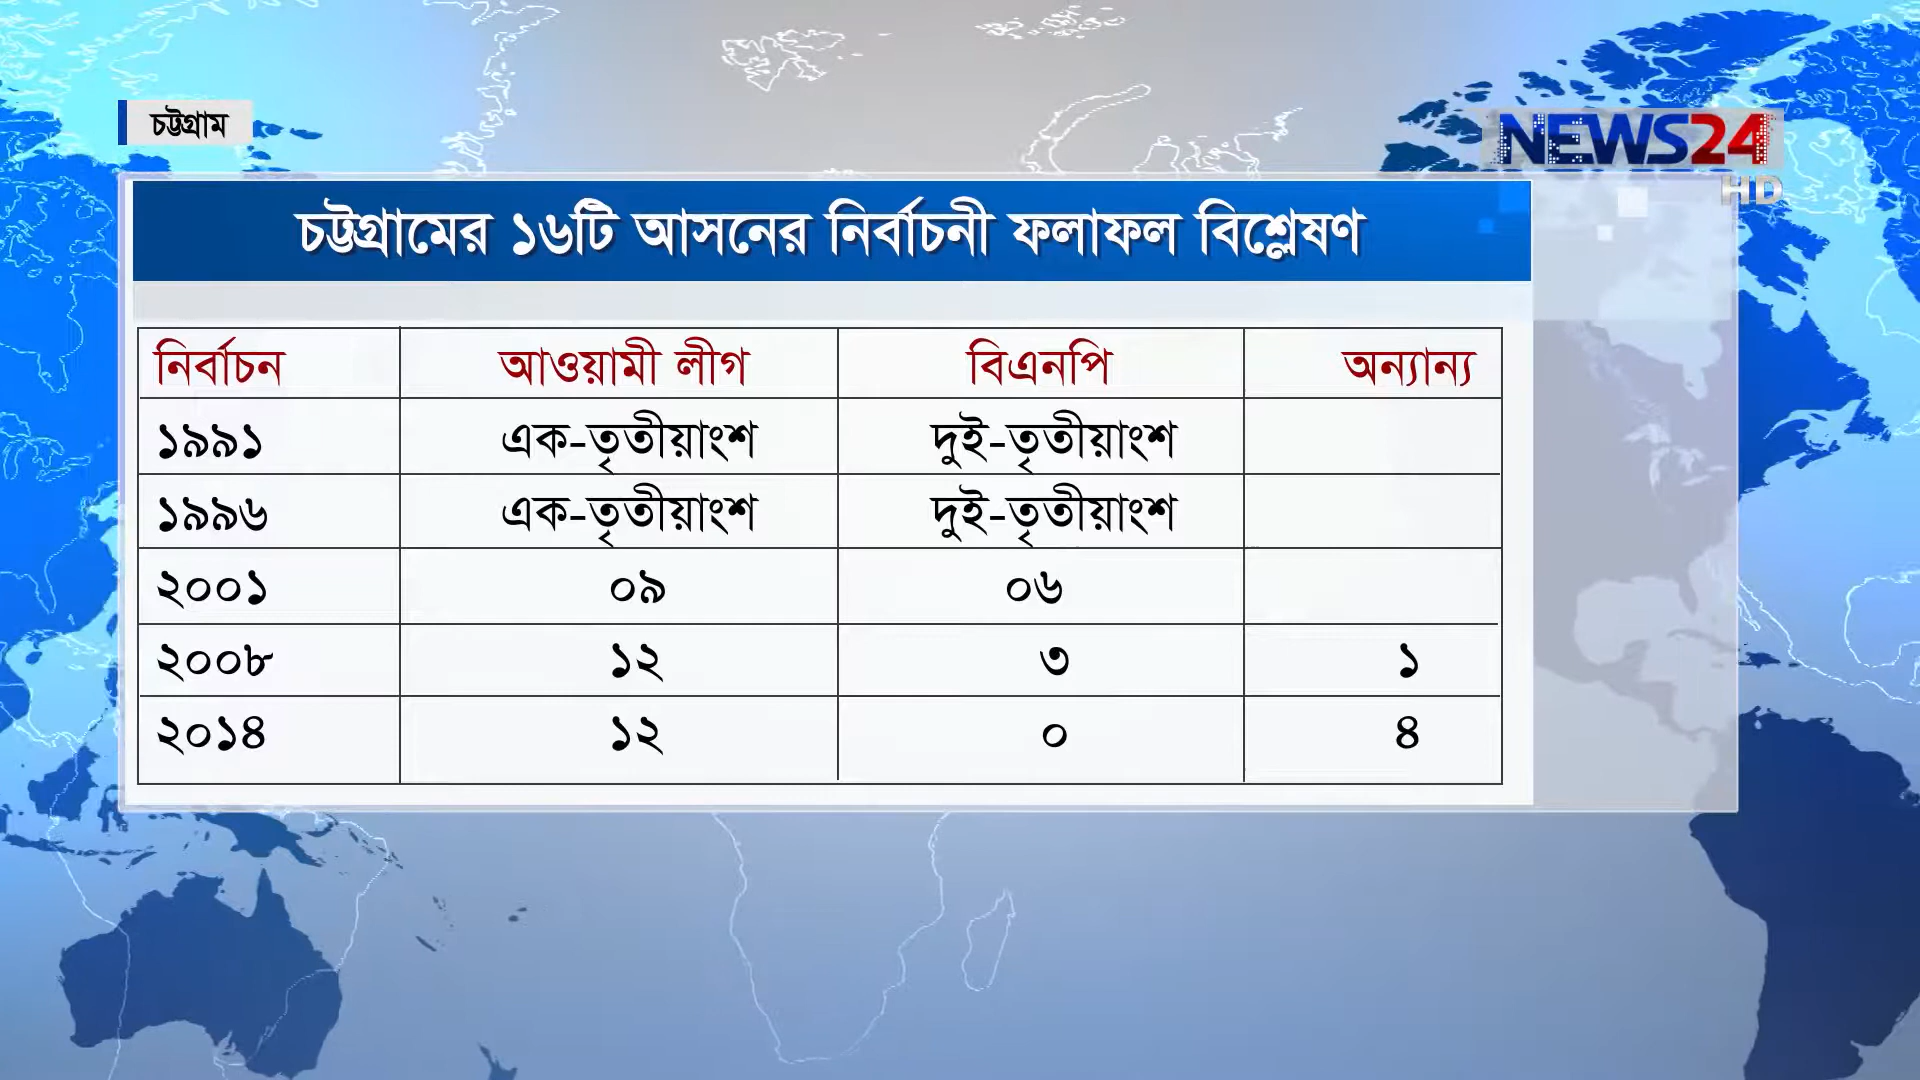 চট্টগ্রাম
NEWS24
HD
চট্টগ্রামের ১৬টি আসনের নির্বাচনী ফলাফল বিশ্লেষণ
নির্বাচন আওয়ামী লীগ বিএনপি অন্যান্য
১৯৯১ এক-তৃতীয়াংশ দুই-তৃতীয়াংশ
১৯৯৬ এক-তৃতীয়াংশ দুই-তৃতীয়াংশ
২০০১ ০৯ ০৬
২০০৮ ১২ ৩ ১
২০১৪ ১২ ০ ৪